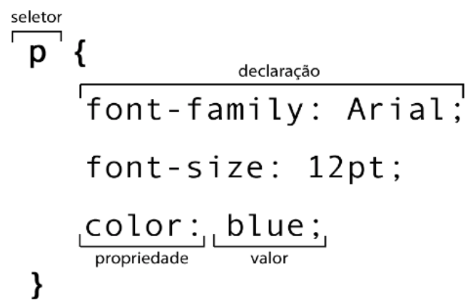 seletor
p {
declaração
font-family: Arial;
font-size: 12pt;
color: blue;
propriedade valor
}